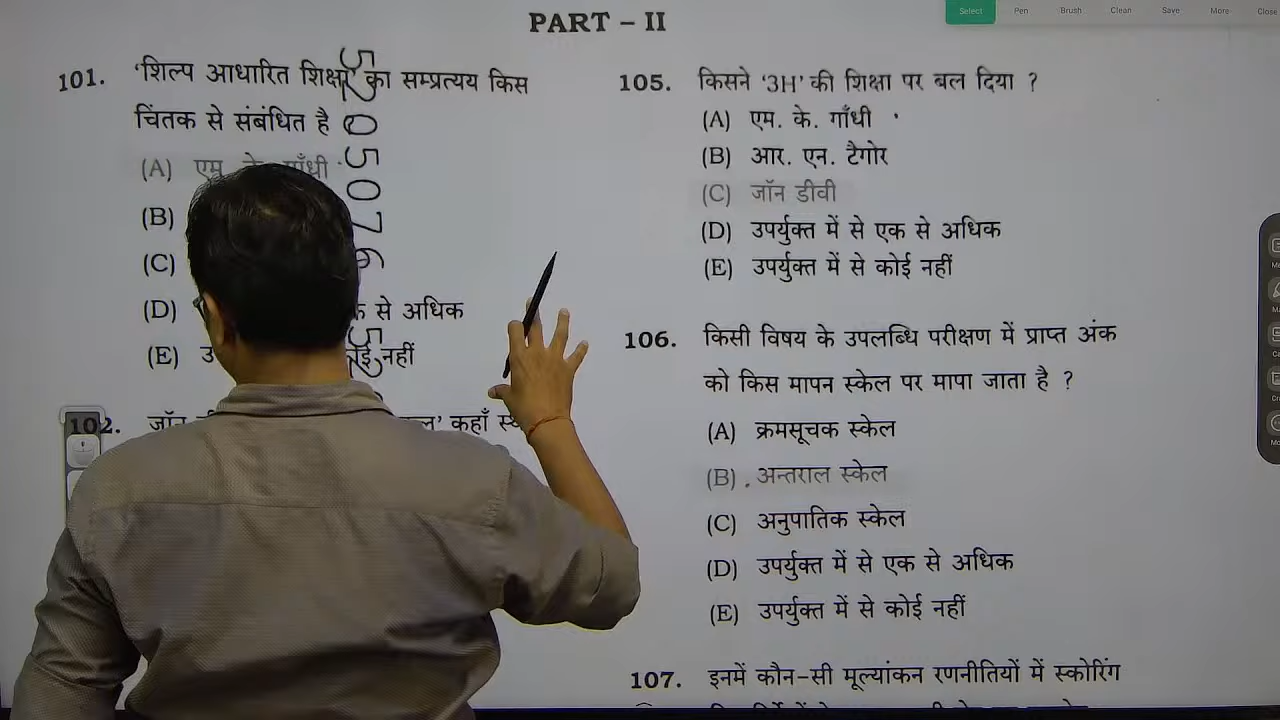 PART – II
Select Pen Brush Clean Save More Close
101. 'शिल्प आधारित शिक्षा' का सम्प्रत्यय किस
चिंतक से संबंधित है
(A) एम. के. गाँधी
(B)
(C)
(D) से अधिक
(E) नहीं
102. कहाँ
105. किसने '3H' की शिक्षा पर बल दिया ?
(A) एम. के. गाँधी
(B) आर. एन. टैगोर
(C) जॉन डीवी
(D) उपर्युक्त में से एक से अधिक
(E) उपर्युक्त में से कोई नहीं
106. किसी विषय के उपलब्धि परीक्षण में प्राप्त अंक
को किस मापन स्केल पर मापा जाता है ?
(A) क्रमसूचक स्केल
(B) अन्तराल स्केल
(C) अनुपातिक स्केल
(D) उपर्युक्त में से एक से अधिक
(E) उपर्युक्त में से कोई नहीं
107. इनमें कौन-सी मूल्यांकन रणनीतियों में स्कोरिंग